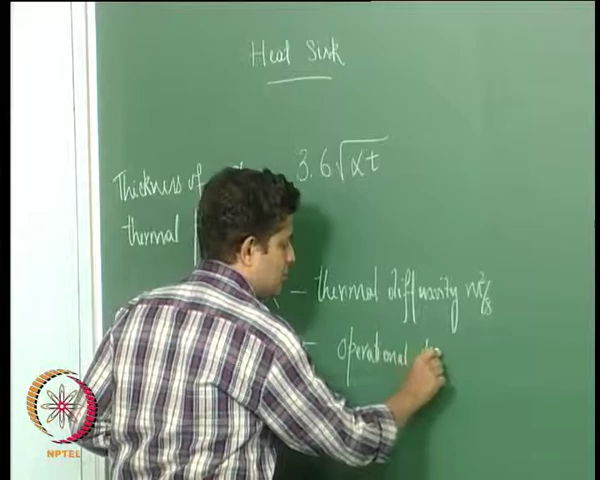 Heat Sink
Thickness of
3.6√αt
thermal
– thermal diffusivity m²/s
– operational
NPTEL